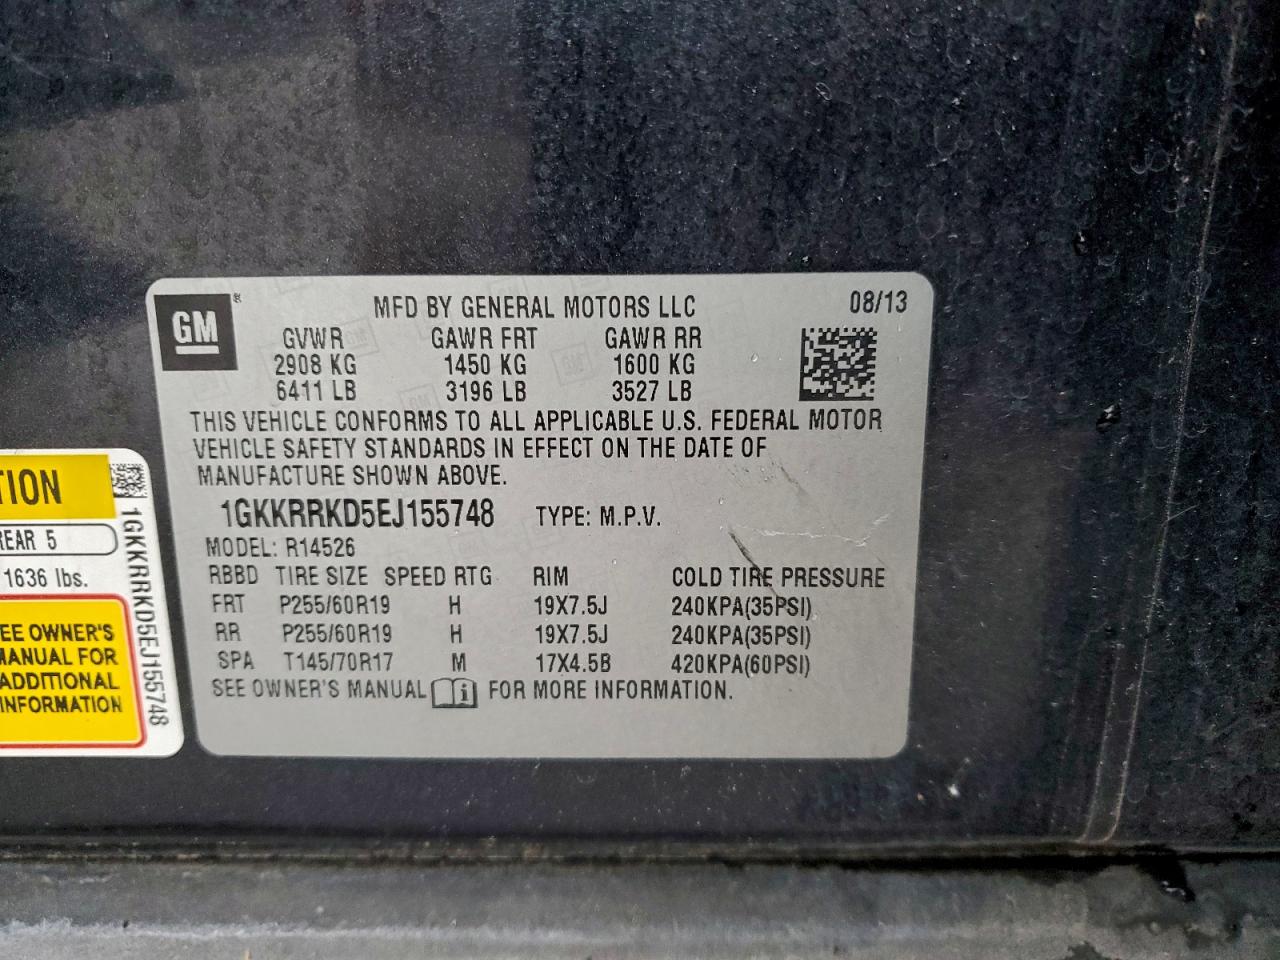 GM
MFD BY GENERAL MOTORS LLC 08/13
GVWR GAWR FRT GAWR RR
2908 KG 1450 KG 1600 KG
6411 LB 3196 LB 3527 LB
THIS VEHICLE CONFORMS TO ALL APPLICABLE U.S. FEDERAL MOTOR
VEHICLE SAFETY STANDARDS IN EFFECT ON THE DATE OF
MANUFACTURE SHOWN ABOVE.
1GKKRRKD5EJ155748 TYPE: M.P.V.
MODEL: R14526
RBBD TIRE SIZE SPEED RTG RIM COLD TIRE PRESSURE
FRT P255/60R19 H 19X7.5J 240KPA(35PSI)
RR P255/60R19 H 19X7.5J 240KPA(35PSI)
SPA T145/70R17 M 17X4.5B 420KPA(60PSI)
SEE OWNER'S MANUAL FOR MORE INFORMATION.
TION
REAR 5
1636 lbs.
EE OWNER'S
MANUAL FOR
ADDITIONAL
INFORMATION
1GKKRRKD5EJ155748